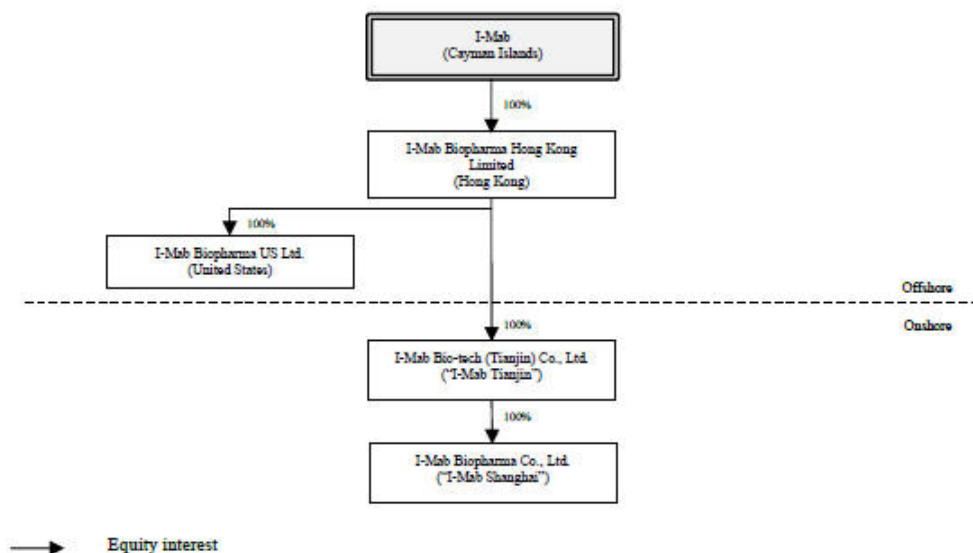 I-Mab
(Cayman Islands)
100%
I-Mab Biopharma Hong Kong
Limited
(Hong Kong)
100%
I-Mab Biopharma US Ltd.
(United States)
Offshore
Onshore
100%
I-Mab Bio-tech (Tianjin) Co., Ltd.
(“I-Mab Tianjin”)
100%
I-Mab Biopharma Co., Ltd.
(“I-Mab Shanghai”)
Equity interest